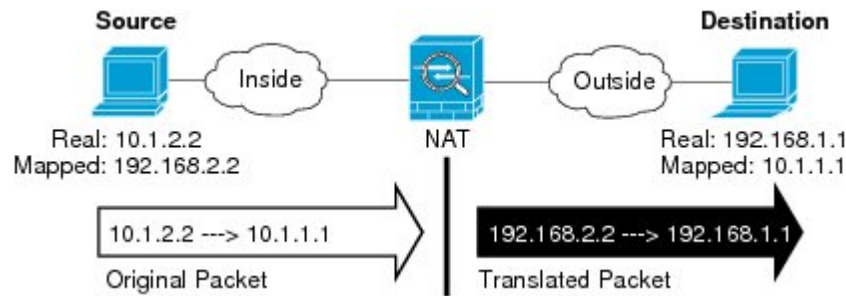 Source
Destination
Inside
Outside
Real: 10.1.2.2
Mapped: 192.168.2.2
NAT
Real: 192.168.1.1
Mapped: 10.1.1.1
10.1.2.2 ---> 10.1.1.1
192.168.2.2 ---> 192.168.1.1
Original Packet
Translated Packet